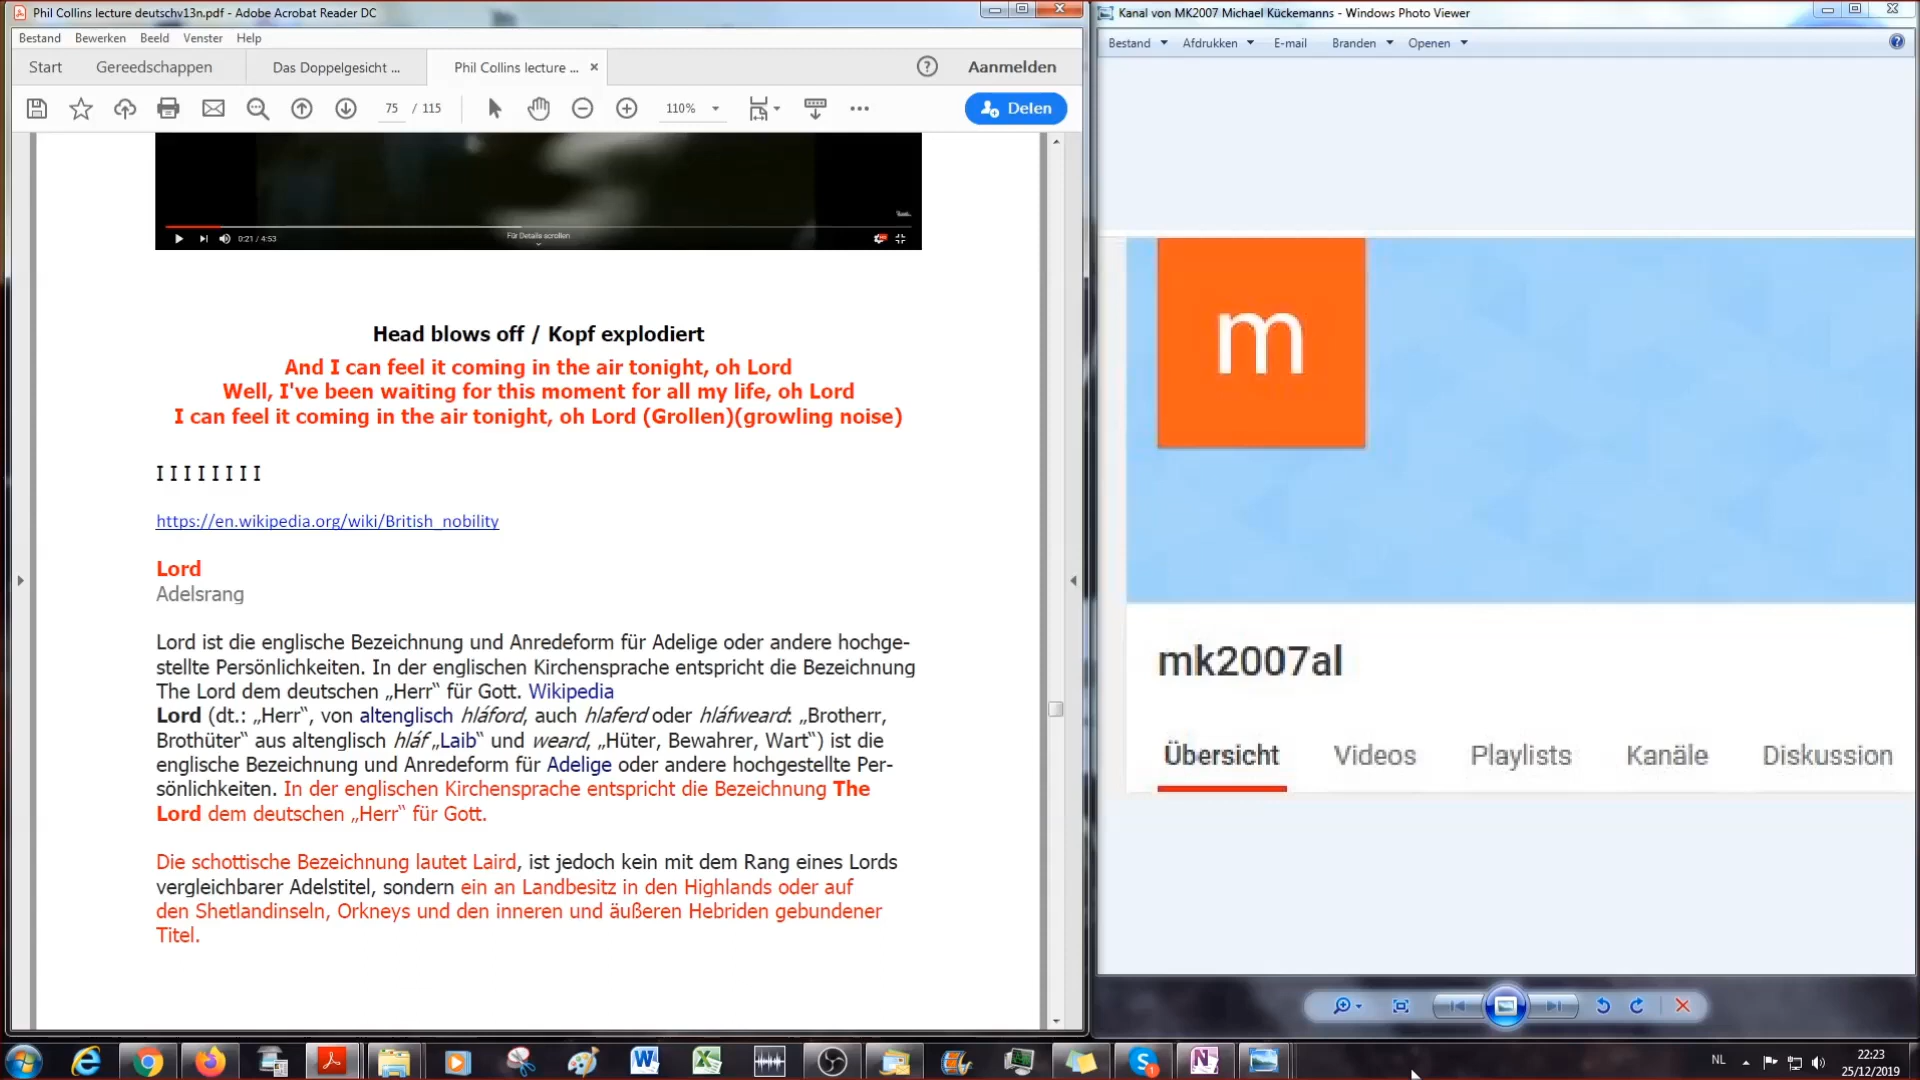 Phil Collins lecture deutschv13n.pdf - Adobe Acrobat Reader DC
Bestand Bewerken Beeld Venster Help
Start Gereedschappen Das Doppelgesicht ... Phil Collins lecture ... × Aanmelden
75 / 115 110% Delen
0:21 / 4:53 Für Details scrollen
Head blows off / Kopf explodiert
And I can feel it coming in the air tonight, oh Lord
Well, I've been waiting for this moment for all my life, oh Lord
I can feel it coming in the air tonight, oh Lord (Grollen)(growling noise)
I I I I I I I I
https://en.wikipedia.org/wiki/British_nobility
Lord
Adelsrang
Lord ist die englische Bezeichnung und Anredeform für Adelige oder andere hochge-
stellte Persönlichkeiten. In der englischen Kirchensprache entspricht die Bezeichnung
The Lord dem deutschen „Herr“ für Gott. Wikipedia
Lord (dt.: „Herr“, von altenglisch hláford, auch hlaferd oder hláfweard: „Brotherr,
Brothüter“ aus altenglisch hláf „Laib“ und weard, „Hüter, Bewahrer, Wart“) ist die
englische Bezeichnung und Anredeform für Adelige oder andere hochgestellte Per-
sönlichkeiten. In der englischen Kirchensprache entspricht die Bezeichnung The
Lord dem deutschen „Herr“ für Gott.
Die schottische Bezeichnung lautet Laird, ist jedoch kein mit dem Rang eines Lords
vergleichbarer Adelstitel, sondern ein an Landbesitz in den Highlands oder auf
den Shetlandinseln, Orkneys und den inneren und äußeren Hebriden gebundener
Titel.
Kanal von MK2007 Michael Kückemanns - Windows Photo Viewer
Bestand Afdrukken E-mail Branden Openen
m
mk2007al
Übersicht Videos Playlists Kanäle Diskussion
NL 22:23
25/12/2019